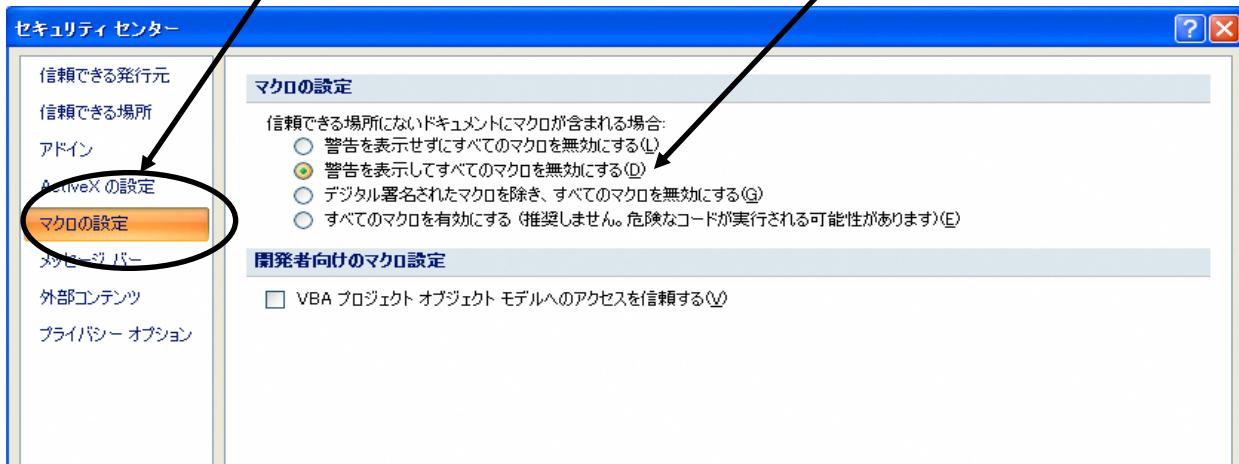 セキュリティ センター
信頼できる発行元
信頼できる場所
アドイン
ActiveX の設定
マクロの設定
メッセージ バー
外部コンテンツ
プライバシー オプション
マクロの設定
信頼できる場所にないドキュメントにマクロが含まれる場合:
警告を表示せずにすべてのマクロを無効にする(L)
警告を表示してすべてのマクロを無効にする(D)
デジタル署名されたマクロを除き、すべてのマクロを無効にする(G)
すべてのマクロを有効にする (推奨しません。危険なコードが実行される可能性があります)(E)
開発者向けのマクロ設定
VBA プロジェクト オブジェクト モデルへのアクセスを信頼する(V)